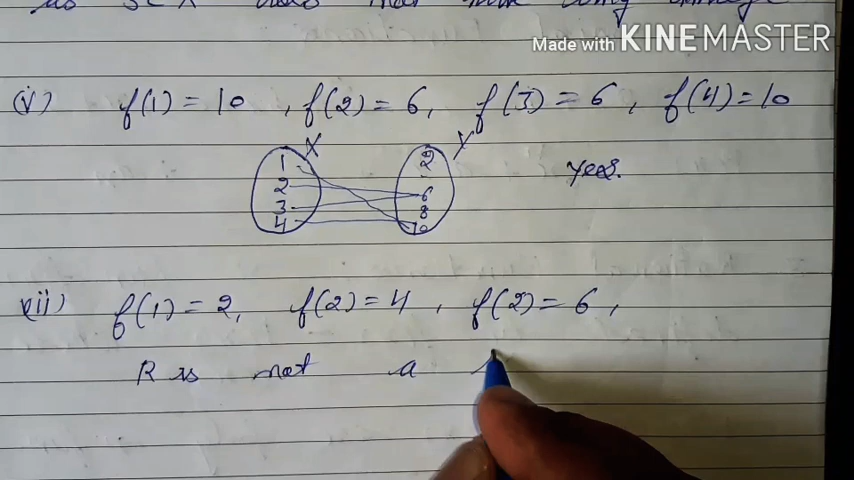 Made with KINEMASTER
(v) f(1) = 10 , f(2) = 6, f(3) = 6 , f(4) = 10
X Y
1 2
2 6
3 8
4 10
yes.
(ii) f(1) = 2, f(2) = 4 , f(2) = 6 ,
R is not a